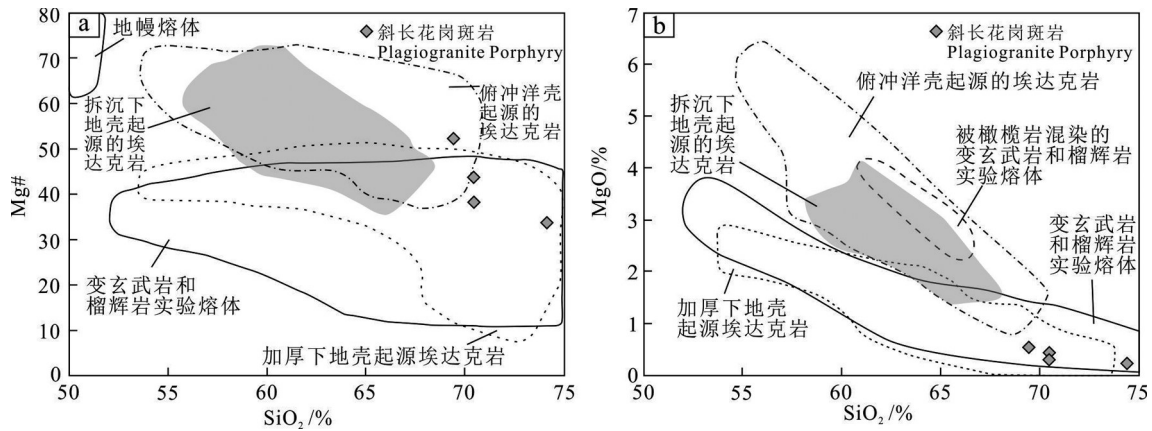 a
地幔熔体
斜长花岗斑岩
Plagiogranite Porphyry
拆沉下
地壳起
源的埃
达克岩
俯冲洋壳
起源的
埃达克岩
变玄武岩和
榴辉岩实验熔体
加厚下地壳起源埃达克岩
80
70
60
50
40
30
20
10
0
Mg#
50
55
60
65
70
75
SiO₂/%
b
斜长花岗斑岩
Plagiogranite Porphyry
俯冲洋壳起源的埃达克岩
拆沉下
地壳起
源的埃
达克岩
被橄榄岩混染的
变玄武岩和榴辉岩
实验熔体
变玄武岩
和榴辉岩
实验熔体
加厚下地壳
起源埃达克岩
7
6
5
4
3
2
1
0
MgO/%
50
55
60
65
70
75
SiO₂/%